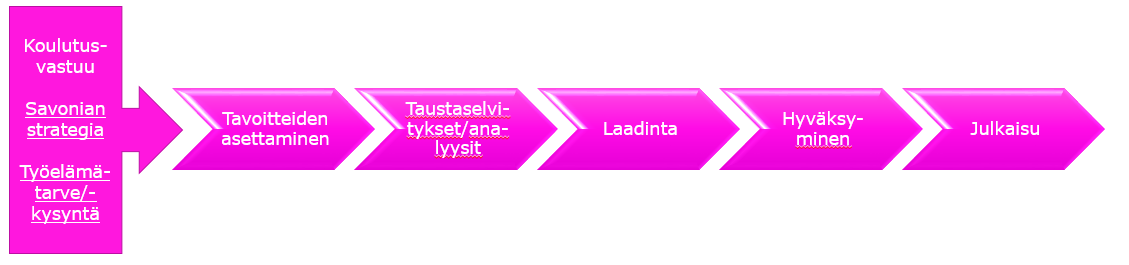 Koulutus-
vastuu
Savonian
strategia
Työelämä-
tarve/-
kysyntä
Tavoitteiden
asettaminen
Taustaselvi-
tykset/ana-
lyysit
Laadinta
Hyväksy-
minen
Julkaisu